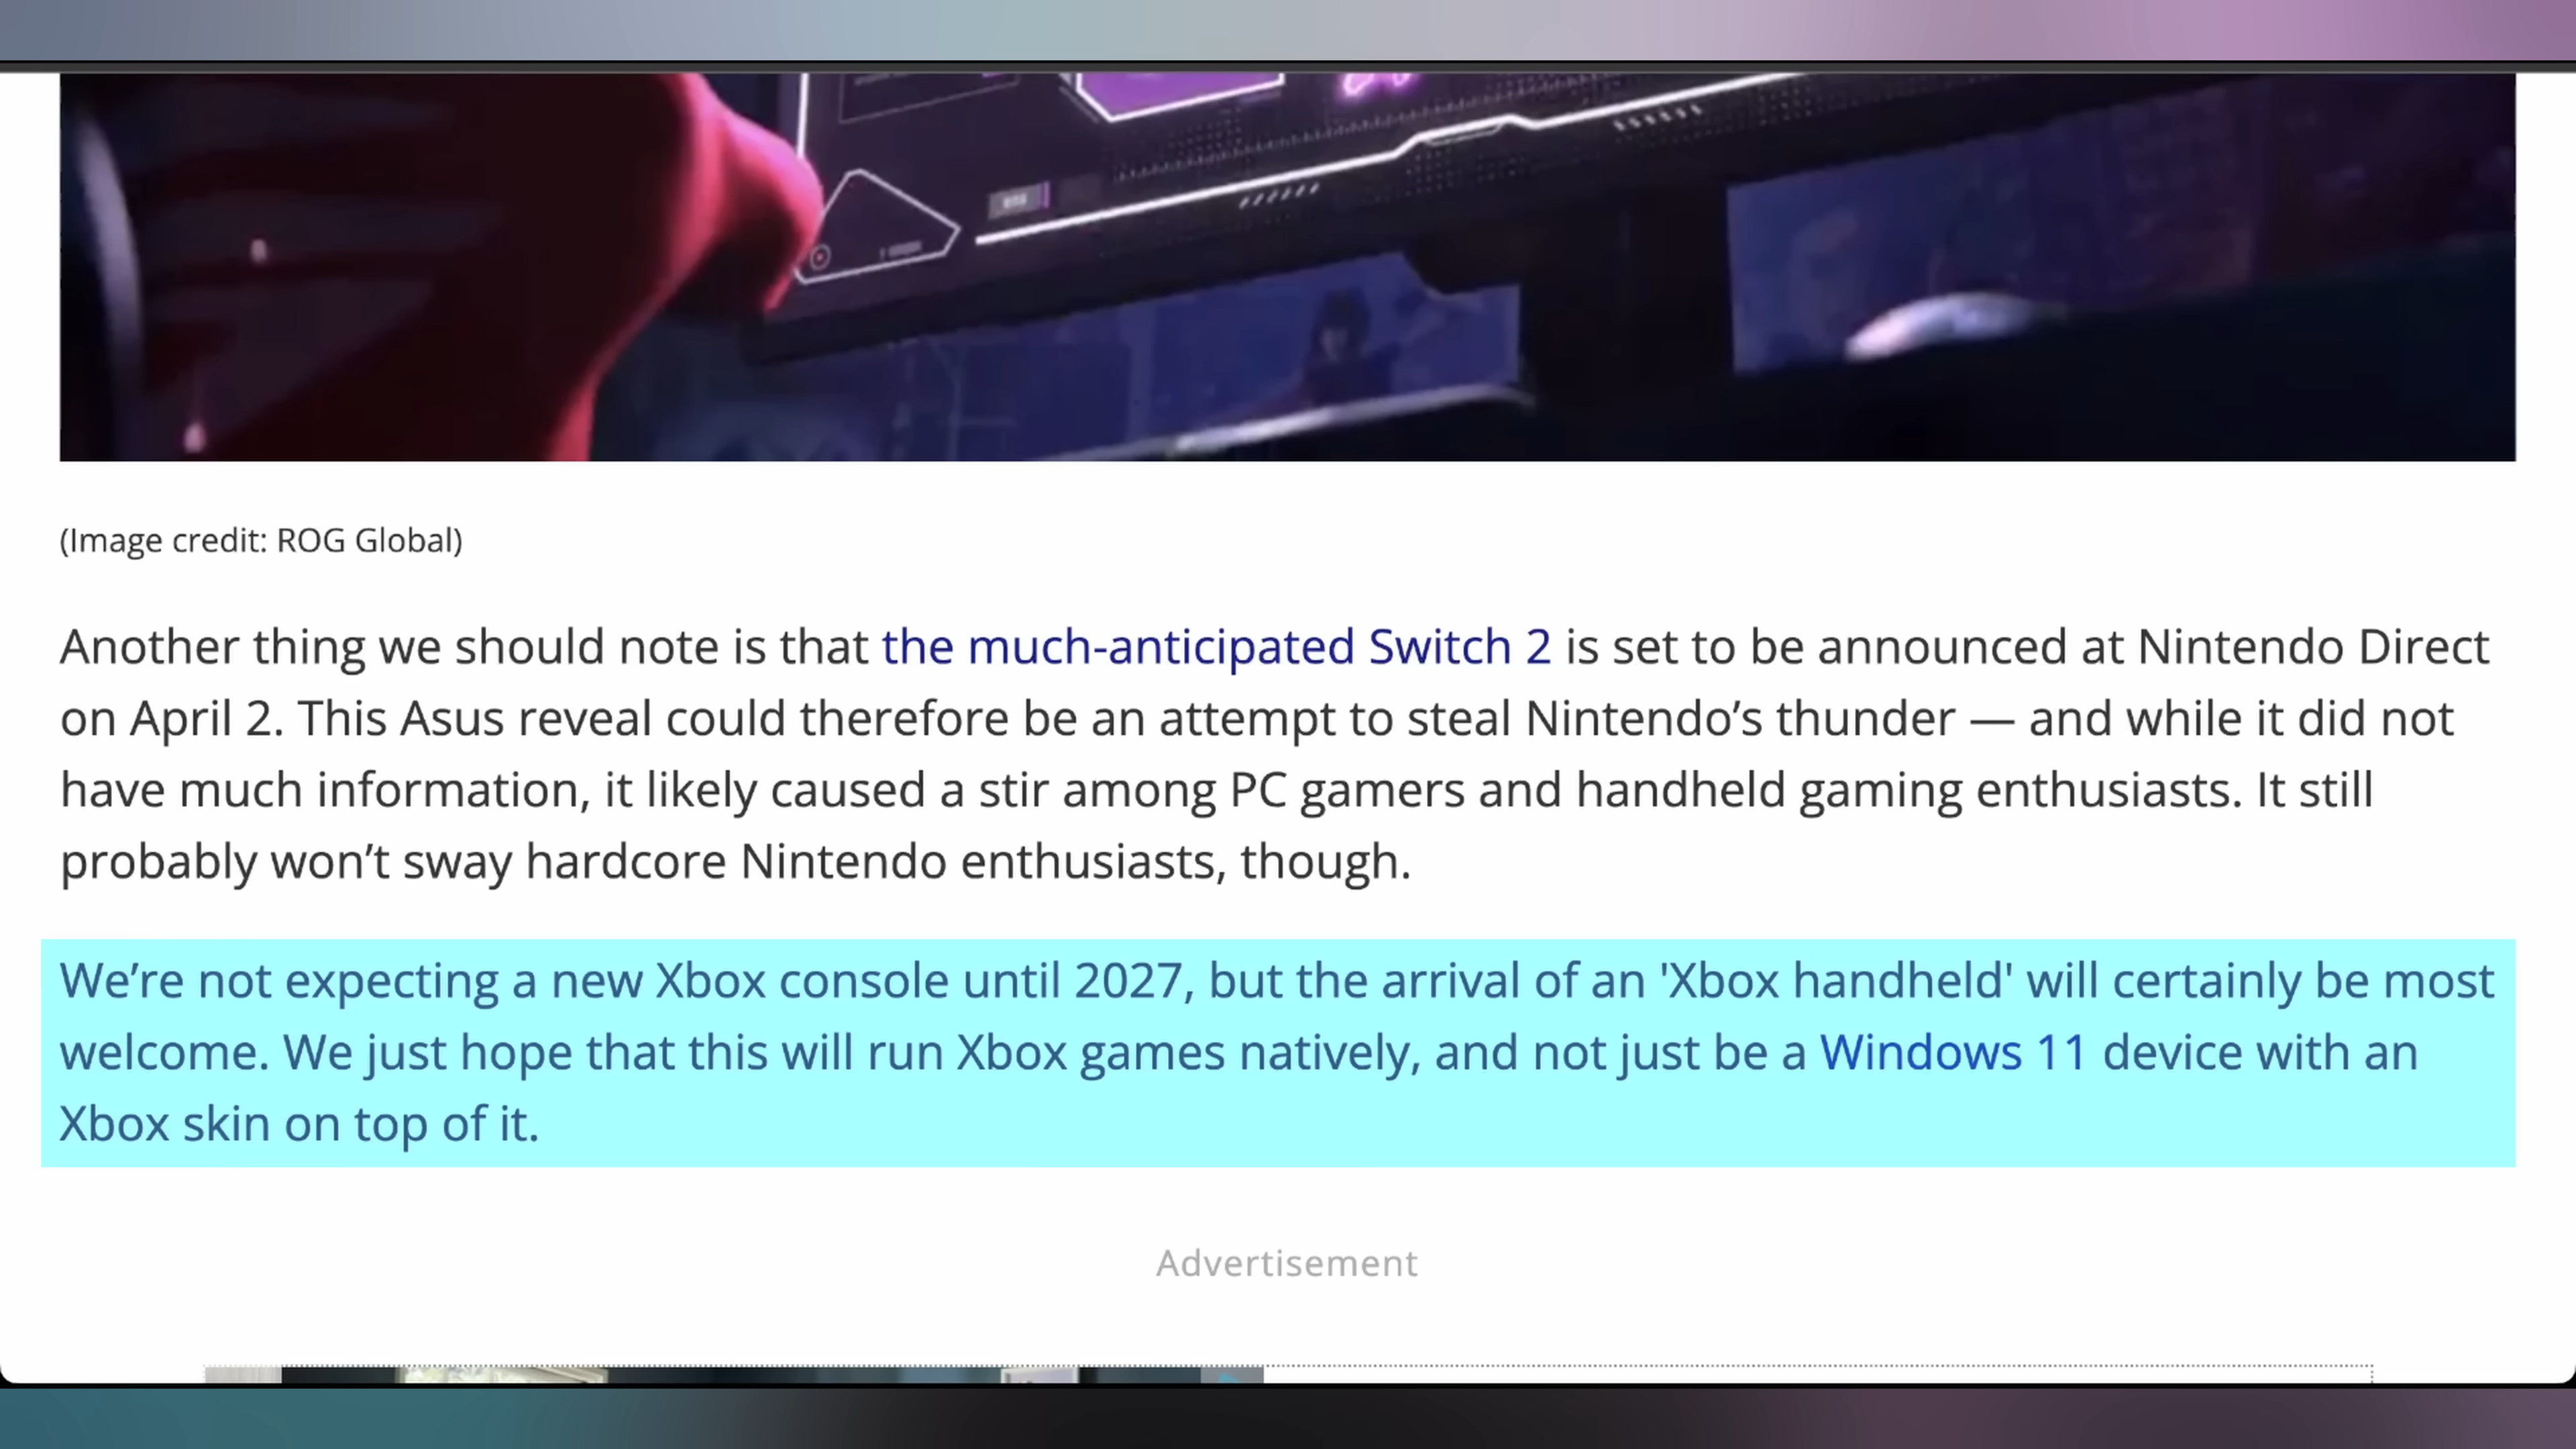 (Image credit: ROG Global)
Another thing we should note is that the much-anticipated Switch 2 is set to be announced at Nintendo Direct
on April 2. This Asus reveal could therefore be an attempt to steal Nintendo’s thunder — and while it did not
have much information, it likely caused a stir among PC gamers and handheld gaming enthusiasts. It still
probably won’t sway hardcore Nintendo enthusiasts, though.
We’re not expecting a new Xbox console until 2027, but the arrival of an 'Xbox handheld' will certainly be most
welcome. We just hope that this will run Xbox games natively, and not just be a Windows 11 device with an
Xbox skin on top of it.
Advertisement